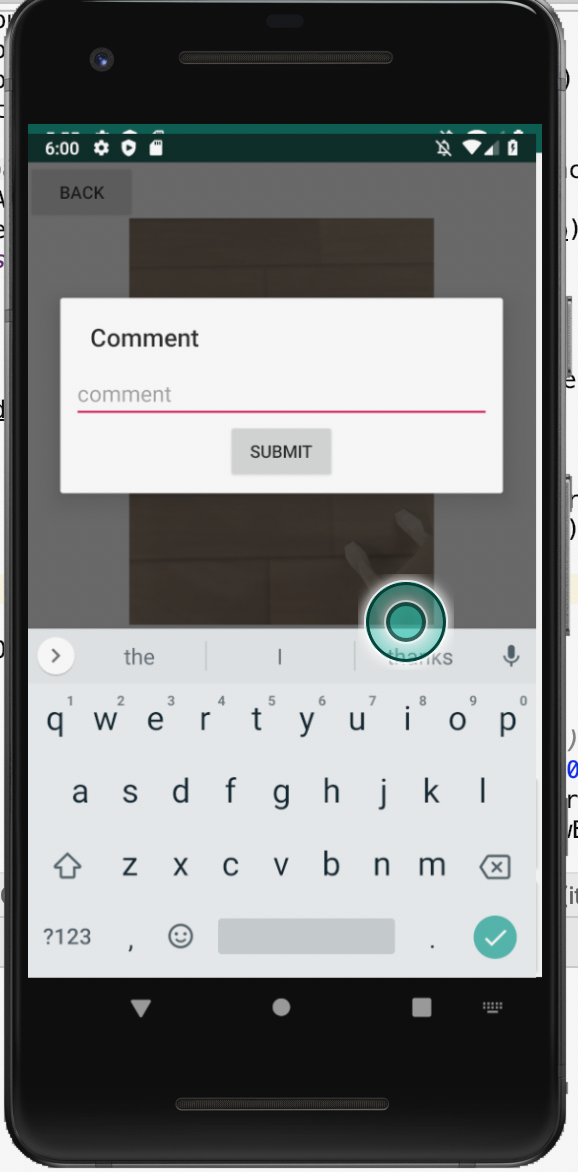 6:00
BACK
Comment
comment
SUBMIT
the I thanks
q1 w2 e3 r4 t5 y6 u7 i8 o9 p0
a s d f g h j k l
z x c v b n m
?123 , .